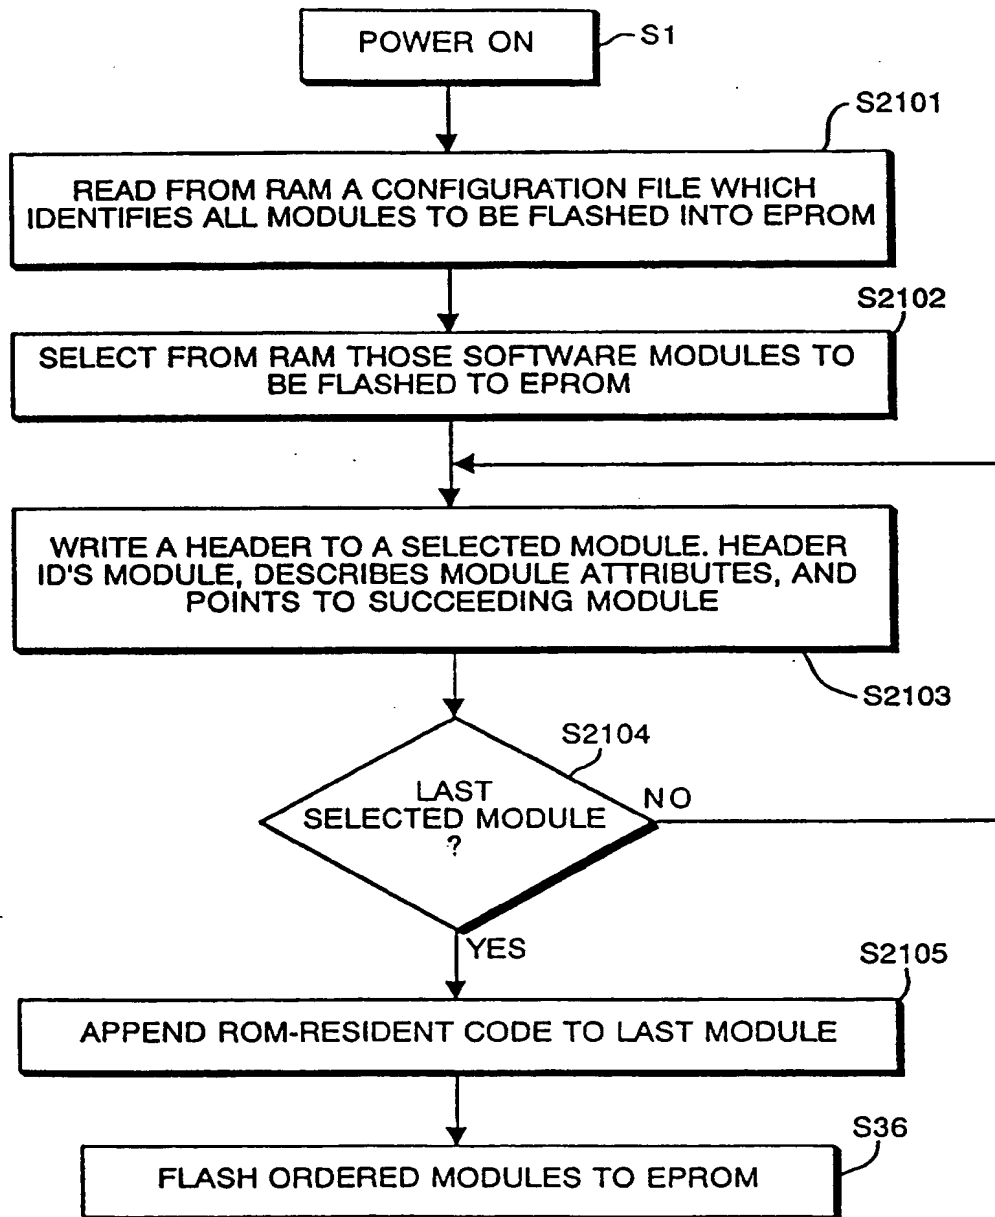 POWER ON
S1
S2101
READ FROM RAM A CONFIGURATION FILE WHICH
IDENTIFIES ALL MODULES TO BE FLASHED INTO EPROM
S2102
SELECT FROM RAM THOSE SOFTWARE MODULES TO
BE FLASHED TO EPROM
WRITE A HEADER TO A SELECTED MODULE. HEADER
ID'S MODULE, DESCRIBES MODULE ATTRIBUTES, AND
POINTS TO SUCCEEDING MODULE
S2103
S2104
LAST
SELECTED MODULE
?
NO
YES
S2105
APPEND ROM-RESIDENT CODE TO LAST MODULE
S36
FLASH ORDERED MODULES TO EPROM